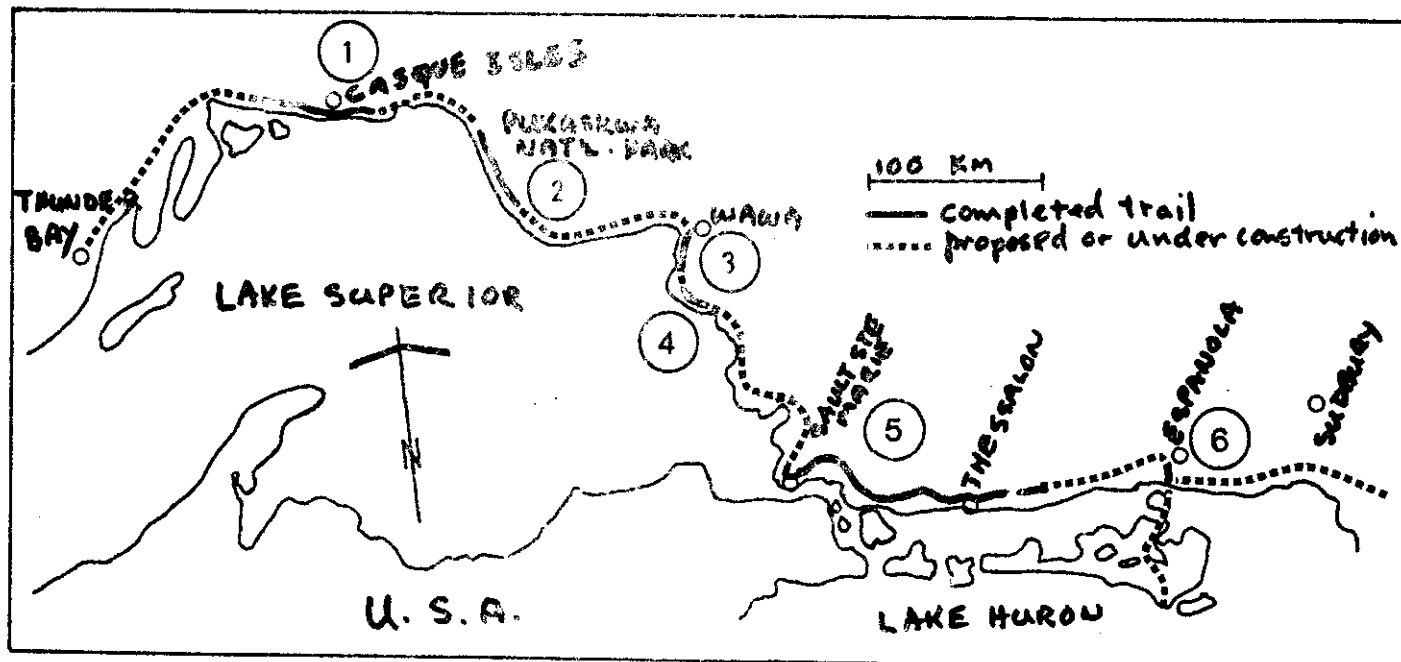 1
CASQUE ISLES
PUKASKWA
NAT'L. PARK
2
100 KM
completed trail
proposed or under construction
THUNDER
BAY
WAWA
3
LAKE SUPERIOR
4
SAULT STE
MARIE
5
THESSALON
ESPANOLA
6
SUDBURY
N
U. S. A.
LAKE HURON